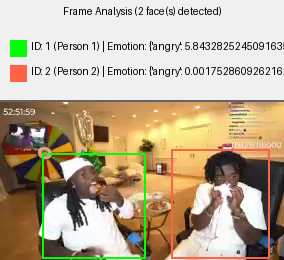 Frame Analysis (2 face(s) detected)
ID: 1 (Person 1) | Emotion: {'angry': 5.8432825245091635
ID: 2 (Person 2) | Emotion: {'angry': 0.001752860926216
52:51:59